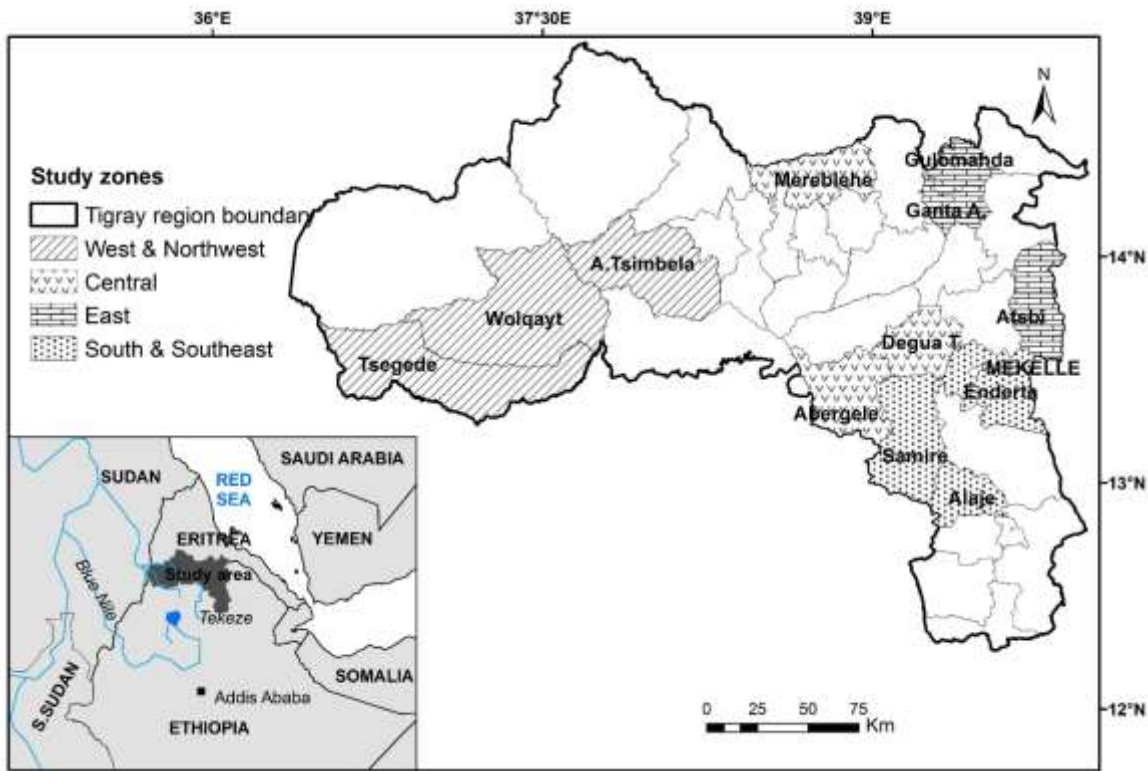 36°E
37°30'E
39°E
N
Study zones
Tigray region boundar
West & Northwest
Central
East
South & Southeast
Gulomahda
Mereblehe
Ganta A.
14°N
A.Tsimbela
Wolqayt
Atsbi
Degua T.
Tsegede
MEKELLE
Enderta
Abergele
Samire
13°N
Alaje
SUDAN
SAUDI ARABIA
RED
SEA
ERITREA
YEMEN
Study area
Blue Nile
Tekeze
S.SUDAN
SOMALIA
Addis Ababa
ETHIOPIA
0 25 50 75
Km
12°N